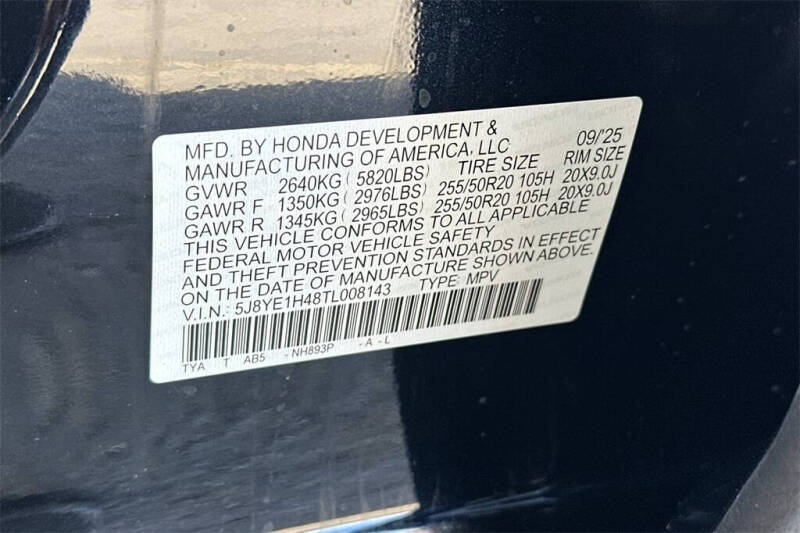 MFD. BY HONDA DEVELOPMENT & 09/'25
MANUFACTURING OF AMERICA, LLC
GVWR 2640KG ( 5820LBS) TIRE SIZE RIM SIZE
GAWR F 1350KG ( 2976LBS) 255/50R20 105H 20X9.0J
GAWR R 1345KG ( 2965LBS) 255/50R20 105H 20X9.0J
THIS VEHICLE CONFORMS TO ALL APPLICABLE
FEDERAL MOTOR VEHICLE SAFETY
AND THEFT PREVENTION STANDARDS IN EFFECT
ON THE DATE OF MANUFACTURE SHOWN ABOVE.
V.I.N.: 5J8YE1H48TL008143 TYPE: MPV
TYA T AB5 - NH893P - A - L